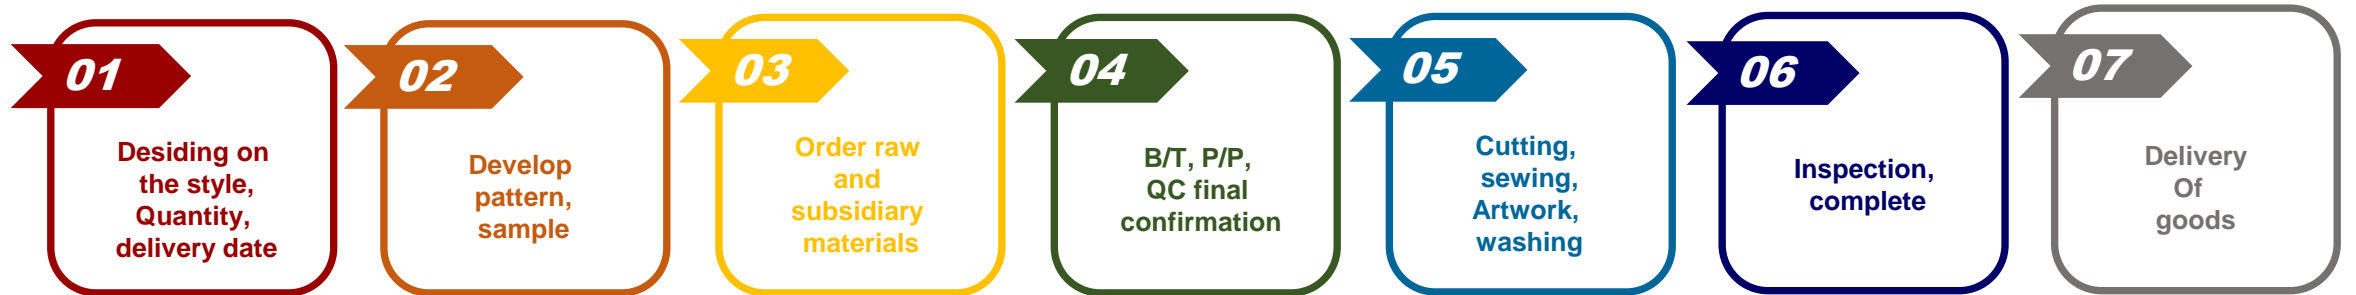 01
Desiding on
the style,
Quantity,
delivery date
02
Develop
pattern,
sample
03
Order raw
and
subsidiary
materials
04
B/T, P/P,
QC final
confirmation
05
Cutting,
sewing,
Artwork,
washing
06
Inspection,
complete
07
Delivery
Of
goods